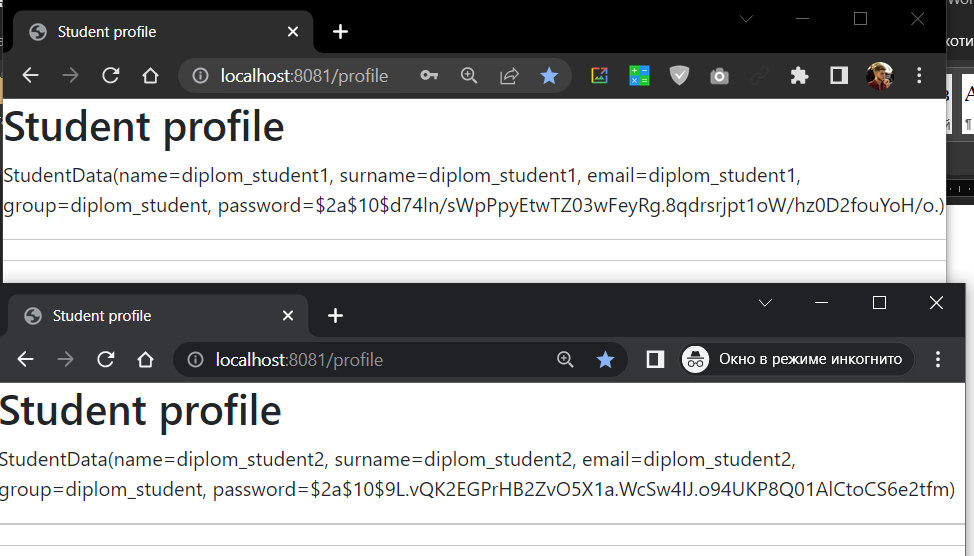 Student profile
localhost:8081/profile
Student profile
StudentData(name=diplom_student1, surname=diplom_student1, email=diplom_student1,
group=diplom_student, password=$2a$10$d74ln/sWpPpyEtwTZ03wFeyRg.8qdrsrjpt1oW/hz0D2fouYoH/o.)
Student profile
localhost:8081/profile
Окно в режиме инкогнито
Student profile
StudentData(name=diplom_student2, surname=diplom_student2, email=diplom_student2,
group=diplom_student, password=$2a$10$9L.vQK2EGPrHB2ZvO5X1a.WcSw4IJ.o94UKP8Q01AlCtoCS6e2tfm)